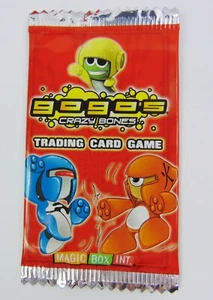 gogo's
CRAZY BONES
TRADING CARD GAME
MAGIC BOX INT.